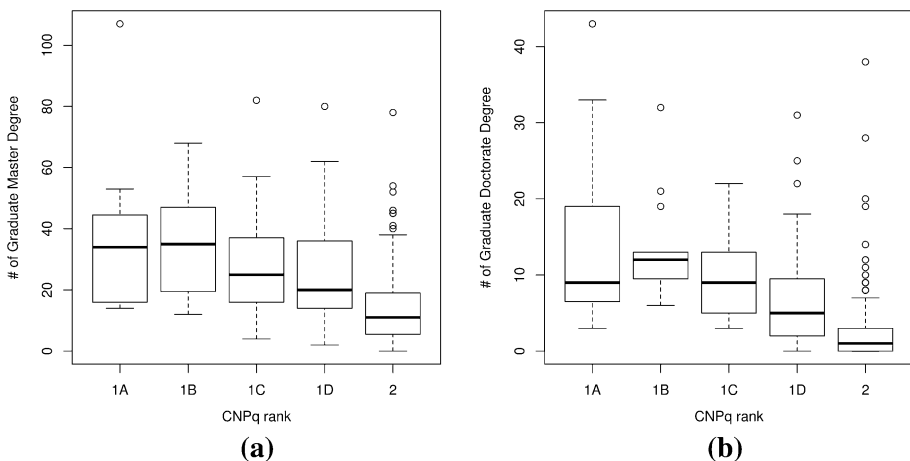 # of Graduate Master Degree
100
80
60
40
20
0
1A 1B 1C 1D 2
CNPq rank
(a)
# of Graduate Doctorate Degree
40
30
20
10
0
1A 1B 1C 1D 2
CNPq rank
(b)